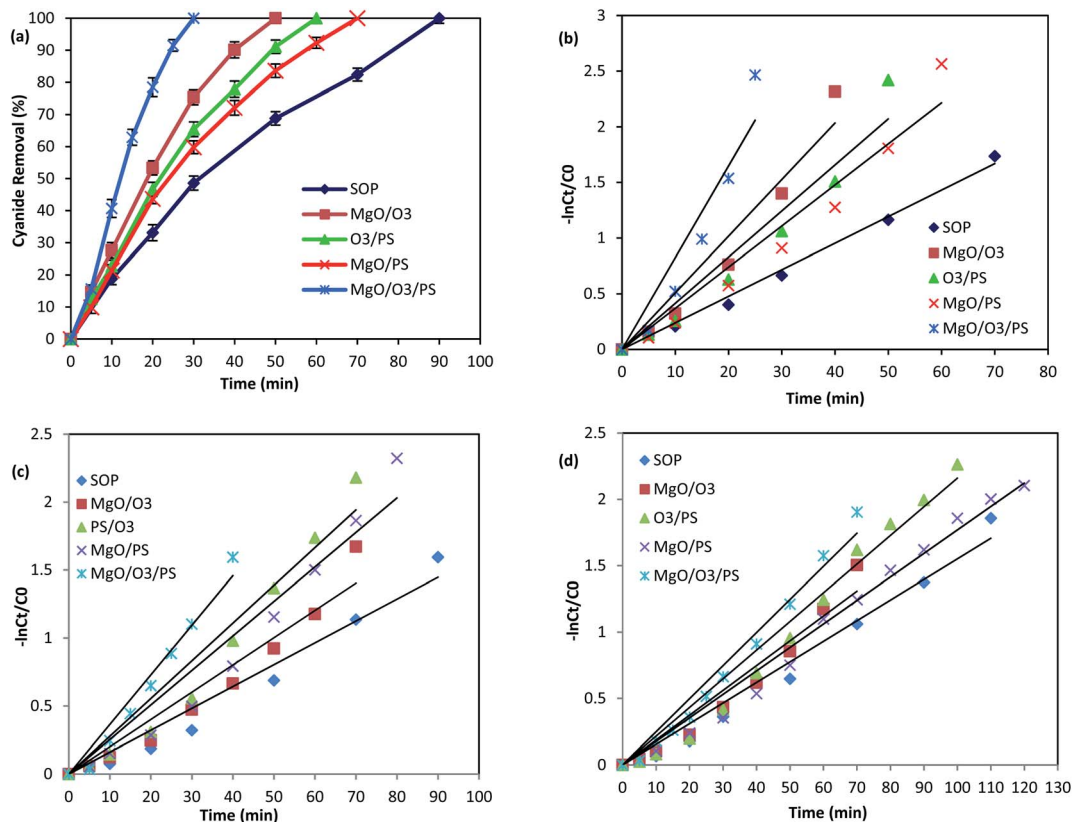 (a)
Cyanide Removal (%)
100
90
80
70
60
50
40
30
20
10
0
SOP
MgO/O3
O3/PS
MgO/PS
MgO/O3/PS
0 10 20 30 40 50 60 70 80 90 100
Time (min)
(b)
-lnCt/C0
3
2.5
2
1.5
1
0.5
0
SOP
MgO/O3
O3/PS
MgO/PS
MgO/O3/PS
0 10 20 30 40 50 60 70 80
Time (min)
(c)
-lnCt/C0
2.5
2
1.5
1
0.5
0
SOP
MgO/O3
PS/O3
MgO/PS
MgO/O3/PS
0 10 20 30 40 50 60 70 80 90 100
Time (min)
(d)
-lnCt/C0
2.5
2
1.5
1
0.5
0
SOP
MgO/O3
O3/PS
MgO/PS
MgO/O3/PS
0 10 20 30 40 50 60 70 80 90 100 110 120 130
Time (min)